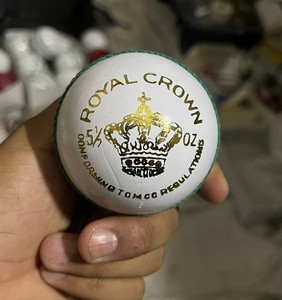 ROYAL CROWN
5½ OZ
CONFORMING TO MCC REGULATIONS